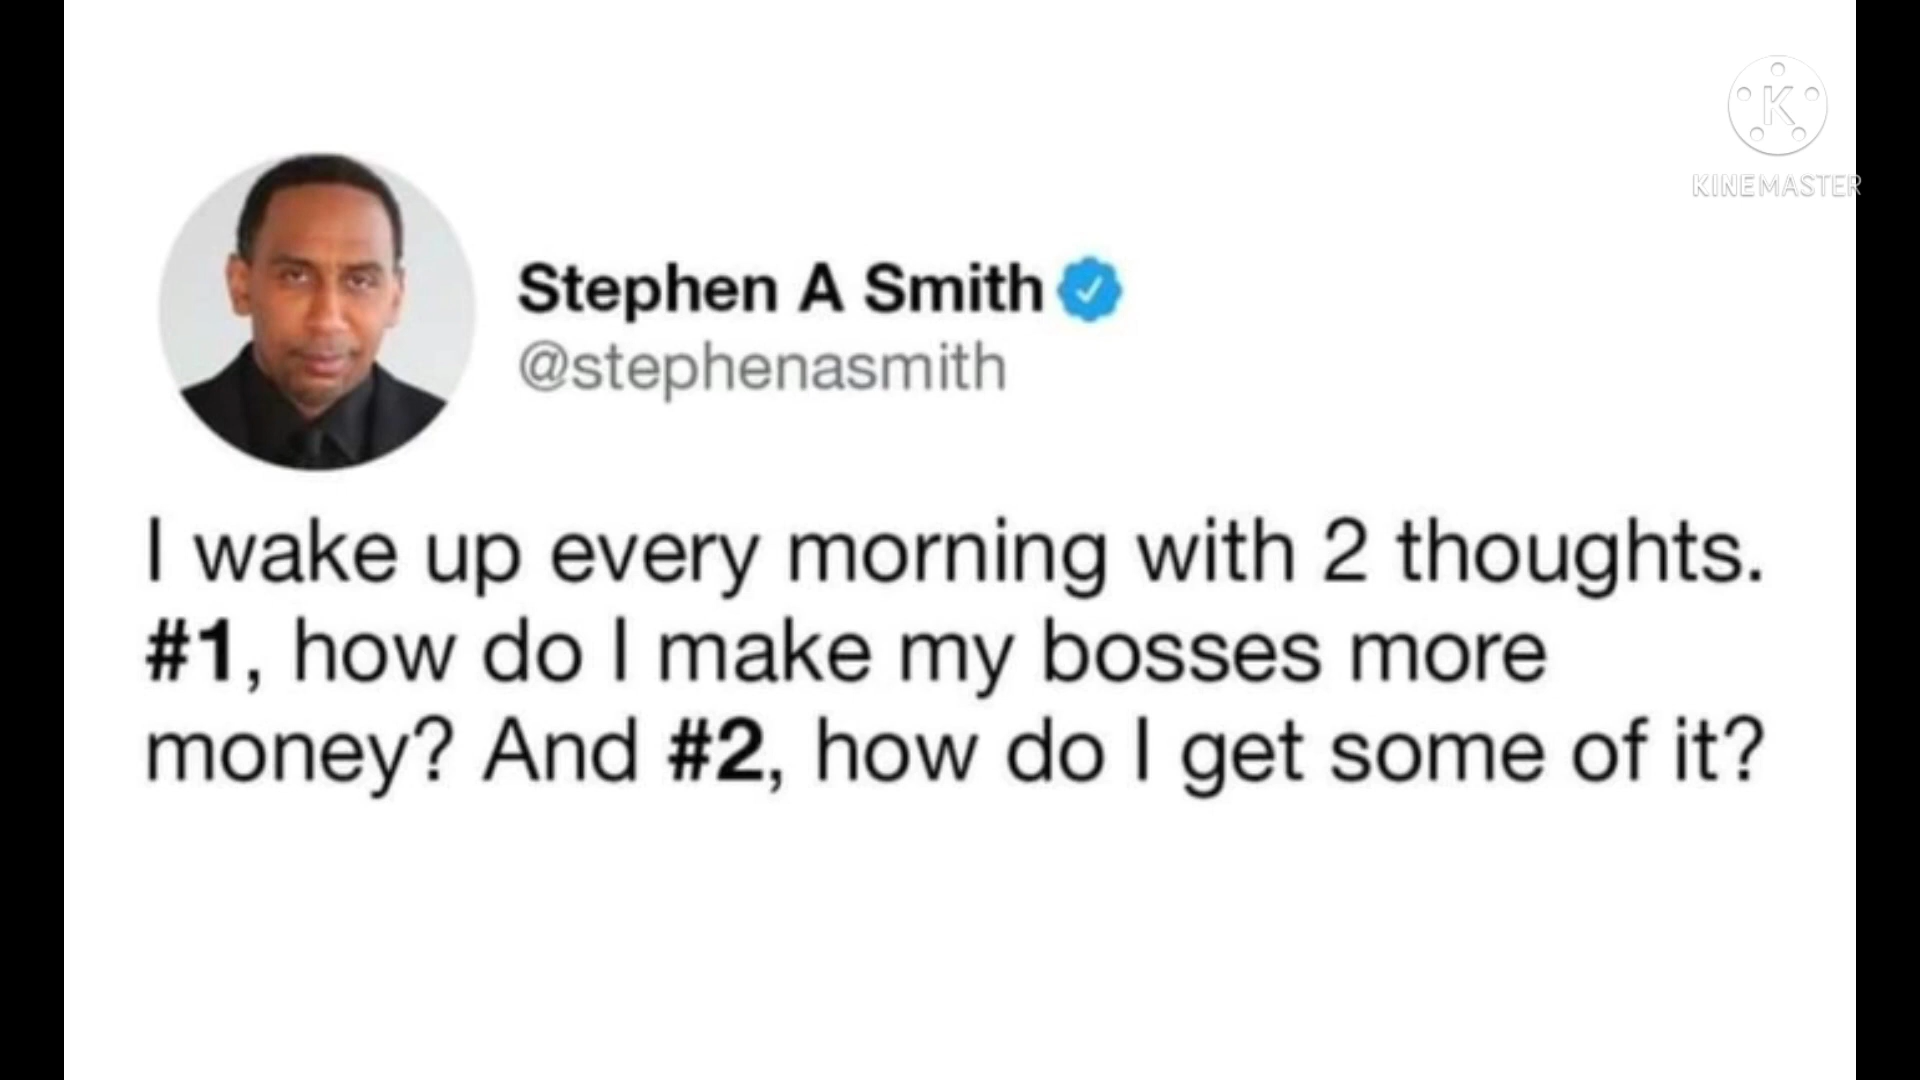 K
KINEMASTER
Stephen A Smith
@stephenasmith
I wake up every morning with 2 thoughts.
#1, how do I make my bosses more
money? And #2, how do I get some of it?